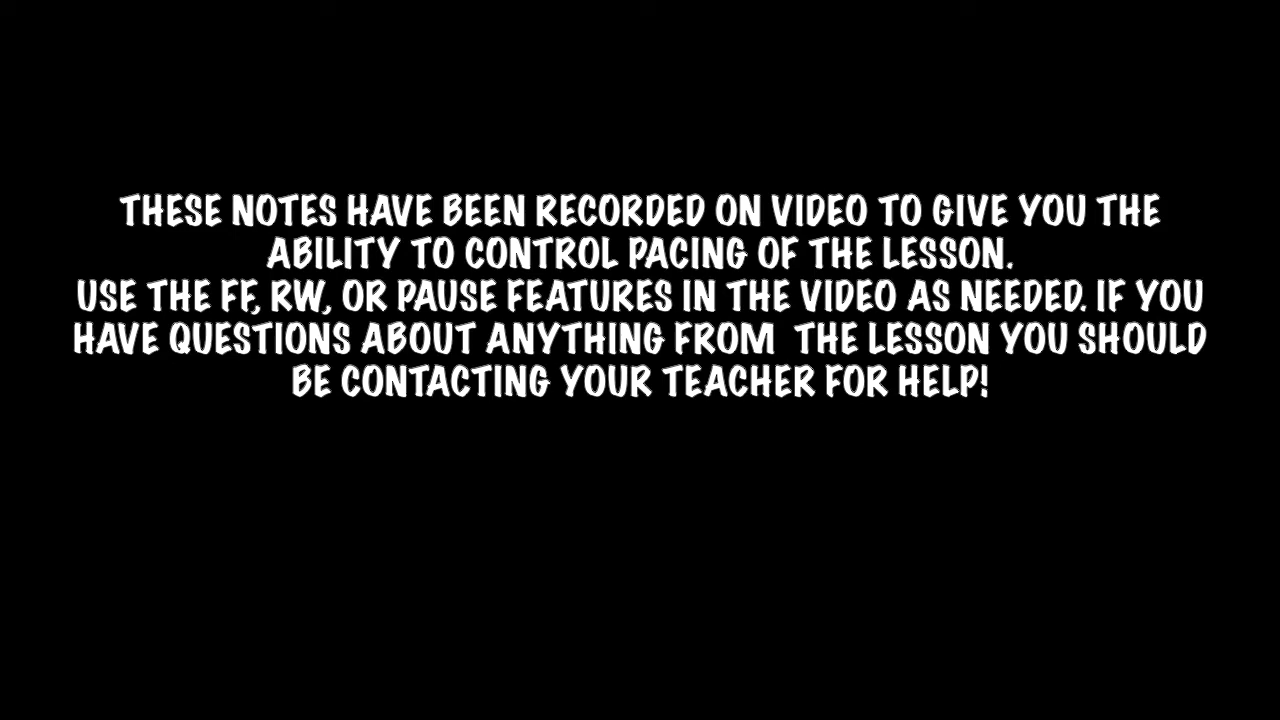 THESE NOTES HAVE BEEN RECORDED ON VIDEO TO GIVE YOU THE
ABILITY TO CONTROL PACING OF THE LESSON.
USE THE FF, RW, OR PAUSE FEATURES IN THE VIDEO AS NEEDED. IF YOU
HAVE QUESTIONS ABOUT ANYTHING FROM  THE LESSON YOU SHOULD
BE CONTACTING YOUR TEACHER FOR HELP!